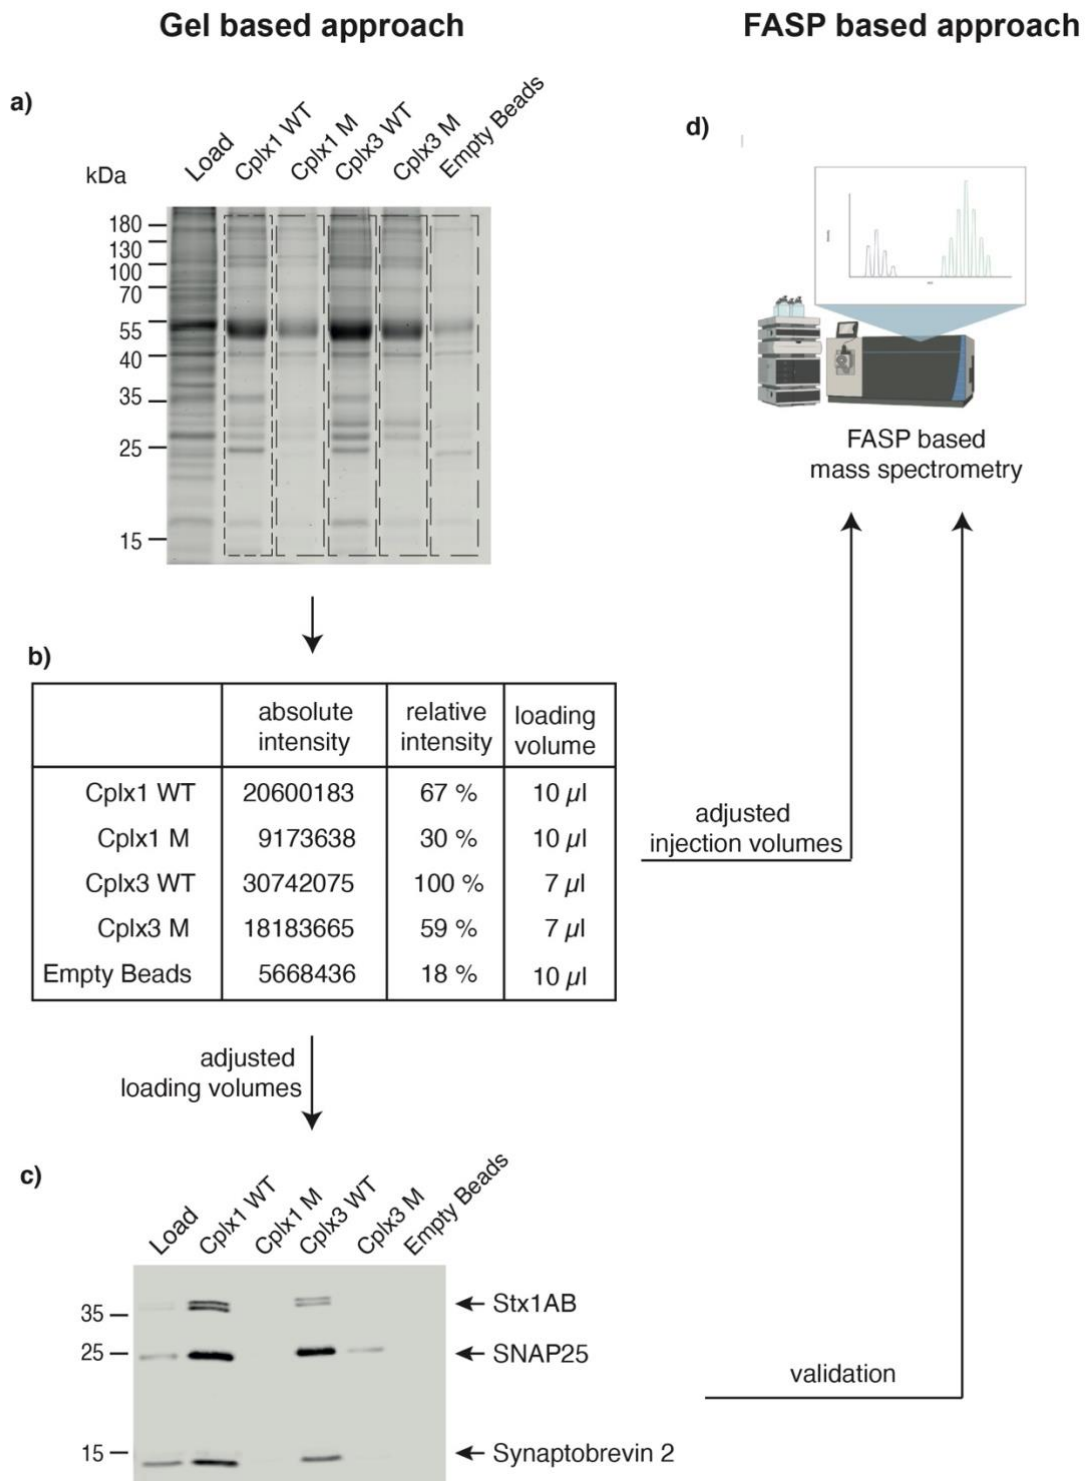 Gel based approach
FASP based approach
a)
Load
Cplx1 WT
Cplx1 M
Cplx3 WT
Cplx3 M
Empty Beads
kDa
180
130
100
70
55
40
35
25
15
d)
FASP based
mass spectrometry
b)
absolute intensity
relative intensity
loading volume
Cplx1 WT 20600183 67 % 10 µl
Cplx1 M 9173638 30 % 10 µl
Cplx3 WT 30742075 100 % 7 µl
Cplx3 M 18183665 59 % 7 µl
Empty Beads 5668436 18 % 10 µl
adjusted
injection volumes
adjusted
loading volumes
c)
Load
Cplx1 WT
Cplx1 M
Cplx3 WT
Cplx3 M
Empty Beads
35
Stx1AB
25
SNAP25
15
Synaptobrevin 2
validation